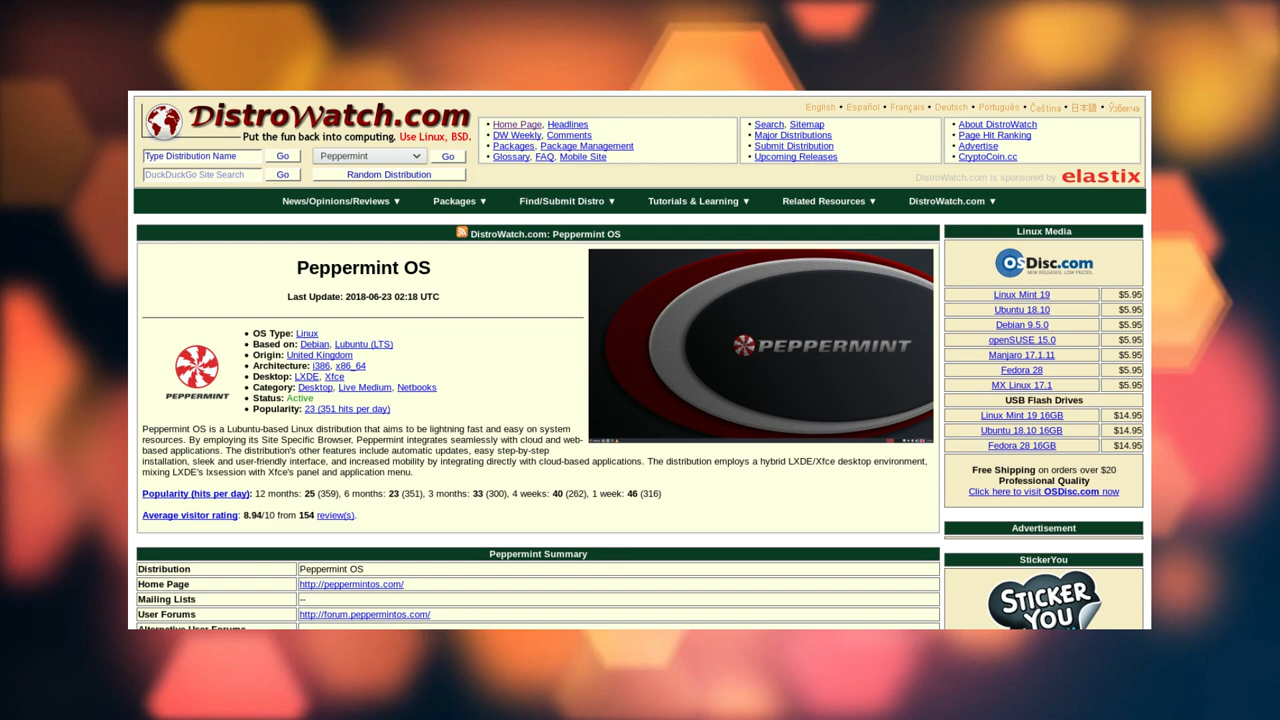 DistroWatch.com
Put the fun back into computing. Use Linux, BSD.
English • Español • Français • Deutsch • Português • Čeština • 日本語 • Ўзбекча
• Home Page, Headlines
• DW Weekly, Comments
• Packages, Package Management
• Glossary, FAQ, Mobile Site
• Search, Sitemap
• Major Distributions
• Submit Distribution
• Upcoming Releases
• About DistroWatch
• Page Hit Ranking
• Advertise
• CryptoCoin.cc
Type Distribution Name Go Peppermint Go
DuckDuckGo Site Search Go Random Distribution
DistroWatch.com is sponsored by elastix
News/Opinions/Reviews ▼ Packages ▼ Find/Submit Distro ▼ Tutorials & Learning ▼ Related Resources ▼ DistroWatch.com ▼
DistroWatch.com: Peppermint OS
Peppermint OS
Last Update: 2018-06-23 02:18 UTC
PEPPERMINT
PEPPERMINT
• OS Type: Linux
• Based on: Debian, Lubuntu (LTS)
• Origin: United Kingdom
• Architecture: i386, x86_64
• Desktop: LXDE, Xfce
• Category: Desktop, Live Medium, Netbooks
• Status: Active
• Popularity: 23 (351 hits per day)
Peppermint OS is a Lubuntu-based Linux distribution that aims to be lightning fast and easy on system
resources. By employing its Site Specific Browser, Peppermint integrates seamlessly with cloud and web-
based applications. The distribution's other features include automatic updates, easy step-by-step
installation, sleek and user-friendly interface, and increased mobility by integrating directly with cloud-based applications. The distribution employs a hybrid LXDE/Xfce desktop environment,
mixing LXDE's lxsession with Xfce's panel and application menu.
Popularity (hits per day): 12 months: 25 (359), 6 months: 23 (351), 3 months: 33 (300), 4 weeks: 40 (262), 1 week: 46 (316)
Average visitor rating: 8.94/10 from 154 review(s).
Peppermint Summary
Distribution Peppermint OS
Home Page http://peppermintos.com/
Mailing Lists --
User Forums http://forum.peppermintos.com/
Alternative User Forums
Linux Media
OSDisc.com
NEW RELEASES. LOW PRICES.
Linux Mint 19 $5.95
Ubuntu 18.10 $5.95
Debian 9.5.0 $5.95
openSUSE 15.0 $5.95
Manjaro 17.1.11 $5.95
Fedora 28 $5.95
MX Linux 17.1 $5.95
USB Flash Drives
Linux Mint 19 16GB $14.95
Ubuntu 18.10 16GB $14.95
Fedora 28 16GB $14.95
Free Shipping on orders over $20
Professional Quality
Click here to visit OSDisc.com now
Advertisement
StickerYou
STICKER
YOU